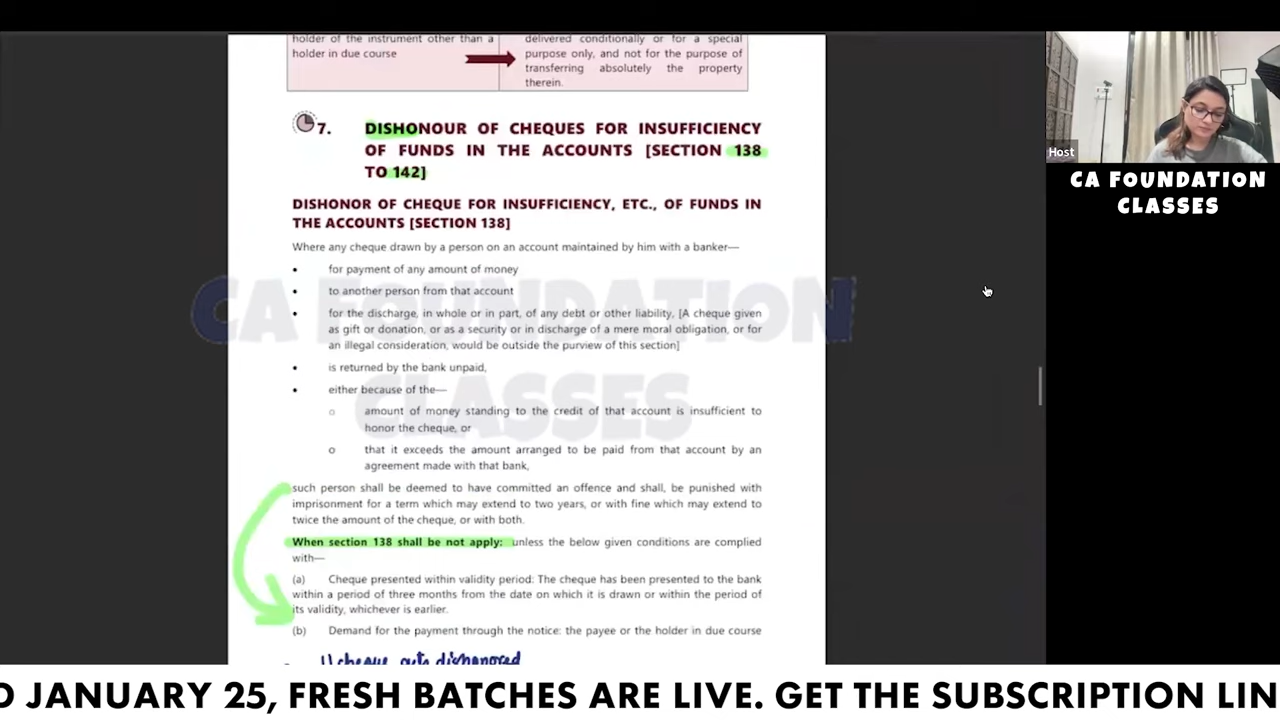 holder of the instrument other than a
holder in due course
delivered conditionally or for a special
purpose only, and not for the purpose of
transferring absolutely the property
therein.
7. DISHONOUR OF CHEQUES FOR INSUFFICIENCY
OF FUNDS IN THE ACCOUNTS [SECTION 138
TO 142]
DISHONOR OF CHEQUE FOR INSUFFICIENCY, ETC., OF FUNDS IN
THE ACCOUNTS [SECTION 138]
Where any cheque drawn by a person on an account maintained by him with a banker—
• for payment of any amount of money
• to another person from that account
• for the discharge, in whole or in part, of any debt or other liability, [A cheque given
as gift or donation, or as a security or in discharge of a mere moral obligation, or for
an illegal consideration, would be outside the purview of this section]
• is returned by the bank unpaid,
• either because of the—
o amount of money standing to the credit of that account is insufficient to
honor the cheque, or
o that it exceeds the amount arranged to be paid from that account by an
agreement made with that bank,
such person shall be deemed to have committed an offence and shall, be punished with
imprisonment for a term which may extend to two years, or with fine which may extend to
twice the amount of the cheque, or with both.
When section 138 shall be not apply: unless the below given conditions are complied
with—
(a) Cheque presented within validity period: The cheque has been presented to the bank
within a period of three months from the date on which it is drawn or within the period of
its validity, whichever is earlier.
(b) Demand for the payment through the notice: the payee or the holder in due course
1) cheque gets dishonored
CA FOUNDATION
CLASSES
Host
CA FOUNDATION
CLASSES
D JANUARY 25, FRESH BATCHES ARE LIVE. GET THE SUBSCRIPTION LIN